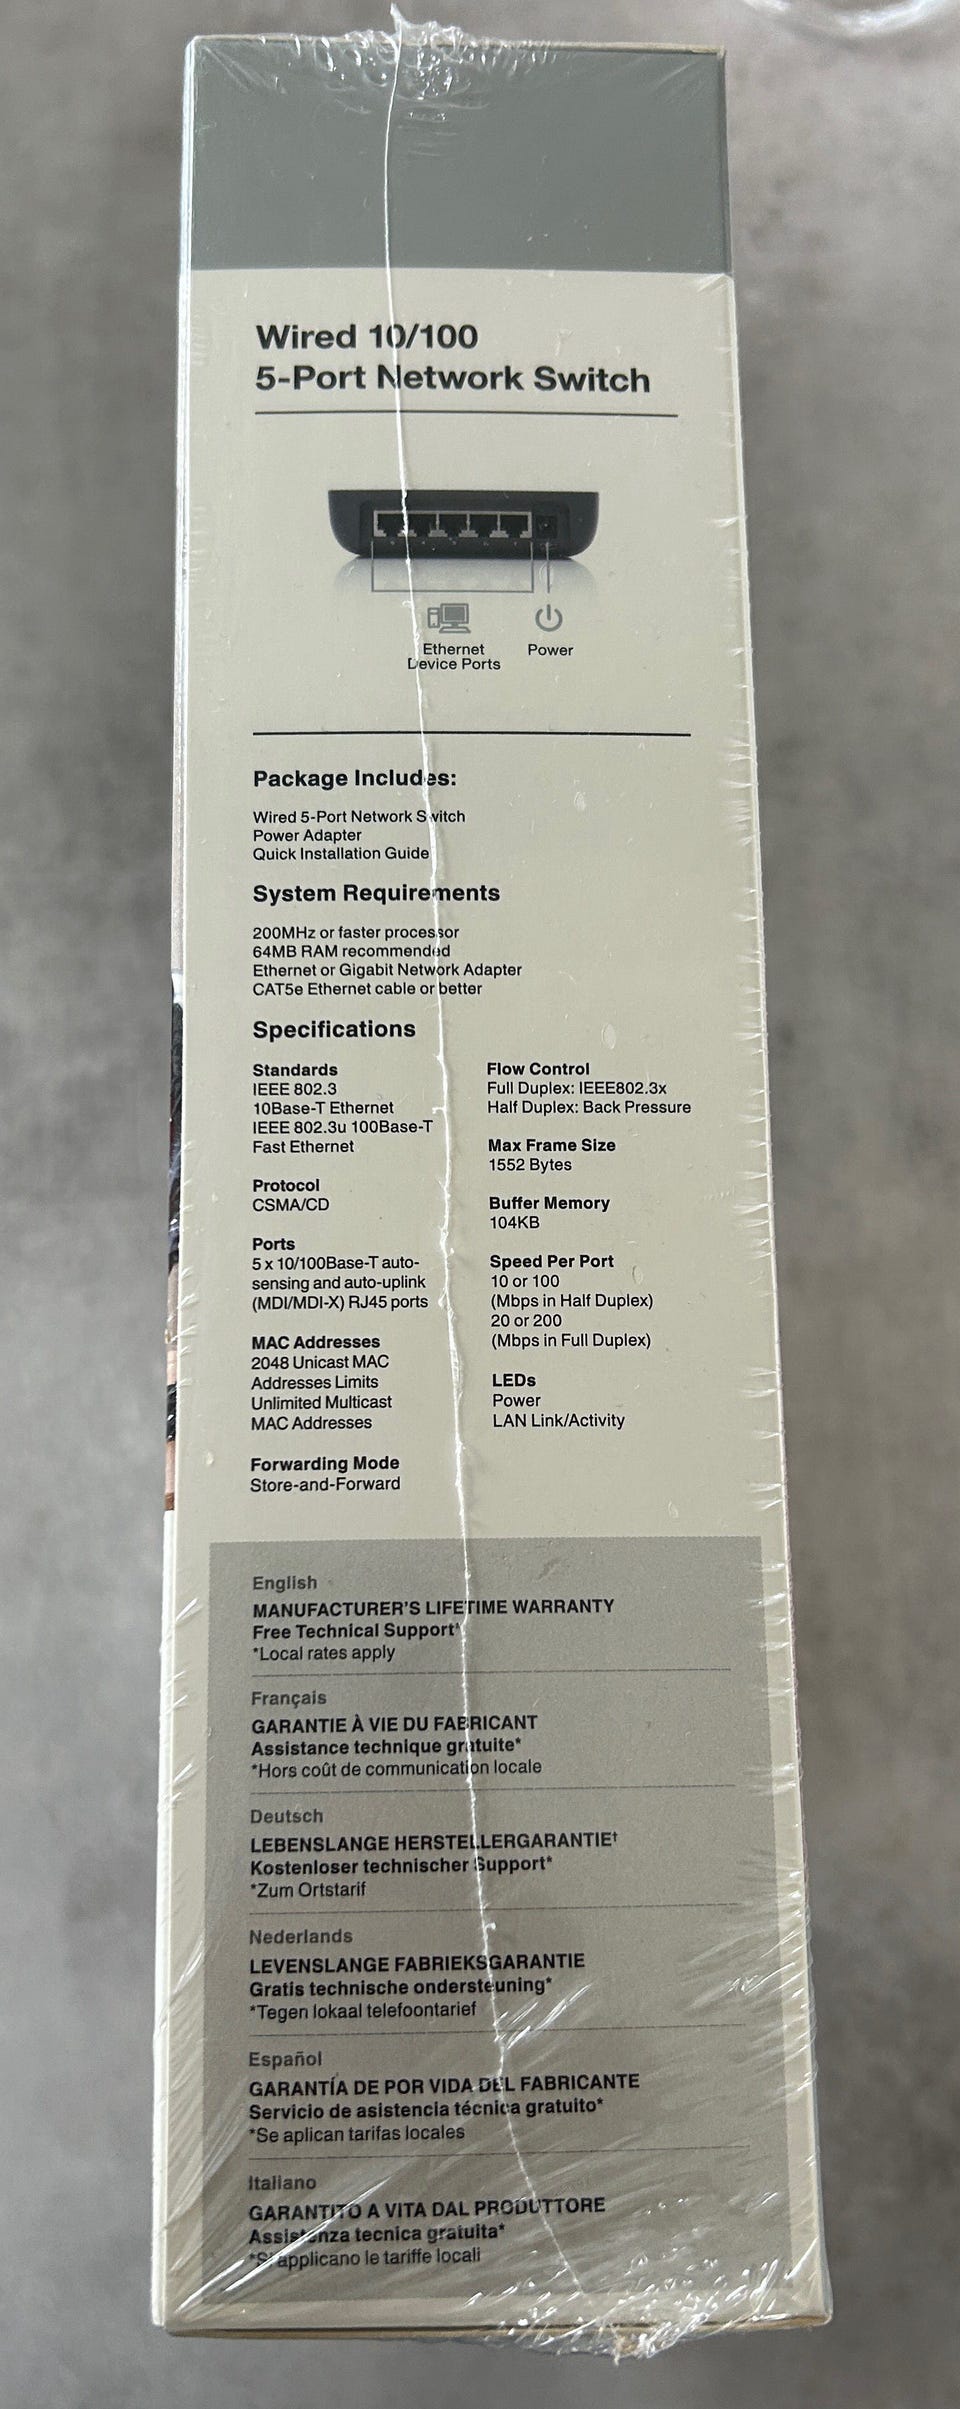 Wired 10/100
5-Port Network Switch
Ethernet
Device Ports
Power
Package Includes:
Wired 5-Port Network Switch
Power Adapter
Quick Installation Guide
System Requirements
200MHz or faster processor
64MB RAM recommended
Ethernet or Gigabit Network Adapter
CAT5e Ethernet cable or better
Specifications
Standards
IEEE 802.3
10Base-T Ethernet
IEEE 802.3u 100Base-T
Fast Ethernet
Protocol
CSMA/CD
Ports
5 x 10/100Base-T auto-
sensing and auto-uplink
(MDI/MDI-X) RJ45 ports
MAC Addresses
2048 Unicast MAC
Addresses Limits
Unlimited Multicast
MAC Addresses
Forwarding Mode
Store-and-Forward
Flow Control
Full Duplex: IEEE802.3x
Half Duplex: Back Pressure
Max Frame Size
1552 Bytes
Buffer Memory
104KB
Speed Per Port
10 or 100
(Mbps in Half Duplex)
20 or 200
(Mbps in Full Duplex)
LEDs
Power
LAN Link/Activity
English
MANUFACTURER'S LIFETIME WARRANTY
Free Technical Support*
*Local rates apply
Français
GARANTIE À VIE DU FABRICANT
Assistance technique gratuite*
*Hors coût de communication locale
Deutsch
LEBENSLANGE HERSTELLERGARANTIE†
Kostenloser technischer Support*
*Zum Ortstarif
Nederlands
LEVENSLANGE FABRIEKSGARANTIE
Gratis technische ondersteuning*
*Tegen lokaal telefoontarief
Español
GARANTÍA DE POR VIDA DEL FABRICANTE
Servicio de asistencia técnica gratuito*
*Se aplican tarifas locales
Italiano
GARANTITO A VITA DAL PRODUTTORE
Assistenza tecnica gratuita*
*Si applicano le tariffe locali